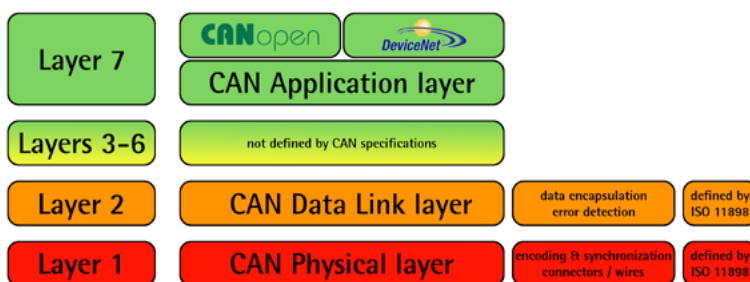 Layer 7
CANopen
DeviceNet
CAN Application layer
Layers 3-6
not defined by CAN specifications
Layer 2
CAN Data Link layer
data encapsulation
error detection
defined by
ISO 11898
Layer 1
CAN Physical layer
encoding & synchronization
connectors / wires
defined by
ISO 11898